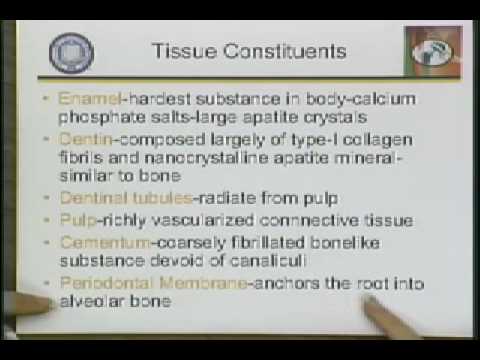 Tissue Constituents
• Enamel-hardest substance in body-calcium
phosphate salts-large apatite crystals
• Dentin-composed largely of type-I collagen
fibrils and nanocrystalline apatite mineral-
similar to bone
• Dentinal tubules-radiate from pulp
• Pulp-richly vascularized connnective tissue
• Cementum-coarsely fibrillated bonelike
substance devoid of canaliculi
• Periodontal Membrane-anchors the root into
alveolar bone